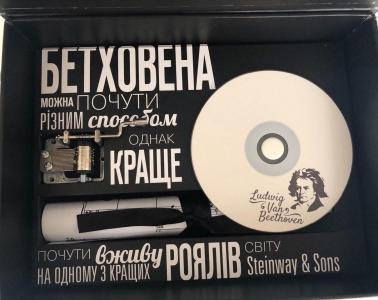 БЕТХОВЕНА
МОЖНА ПОЧУТИ
РІЗНИМ способом
ОДНАК
КРАЩЕ
Ludwig
Van
Beethoven
ПОЧУТИ вживу РОЯЛІВ СВІТУ
НА ОДНОМУ З КРАЩИХ Steinway & Sons